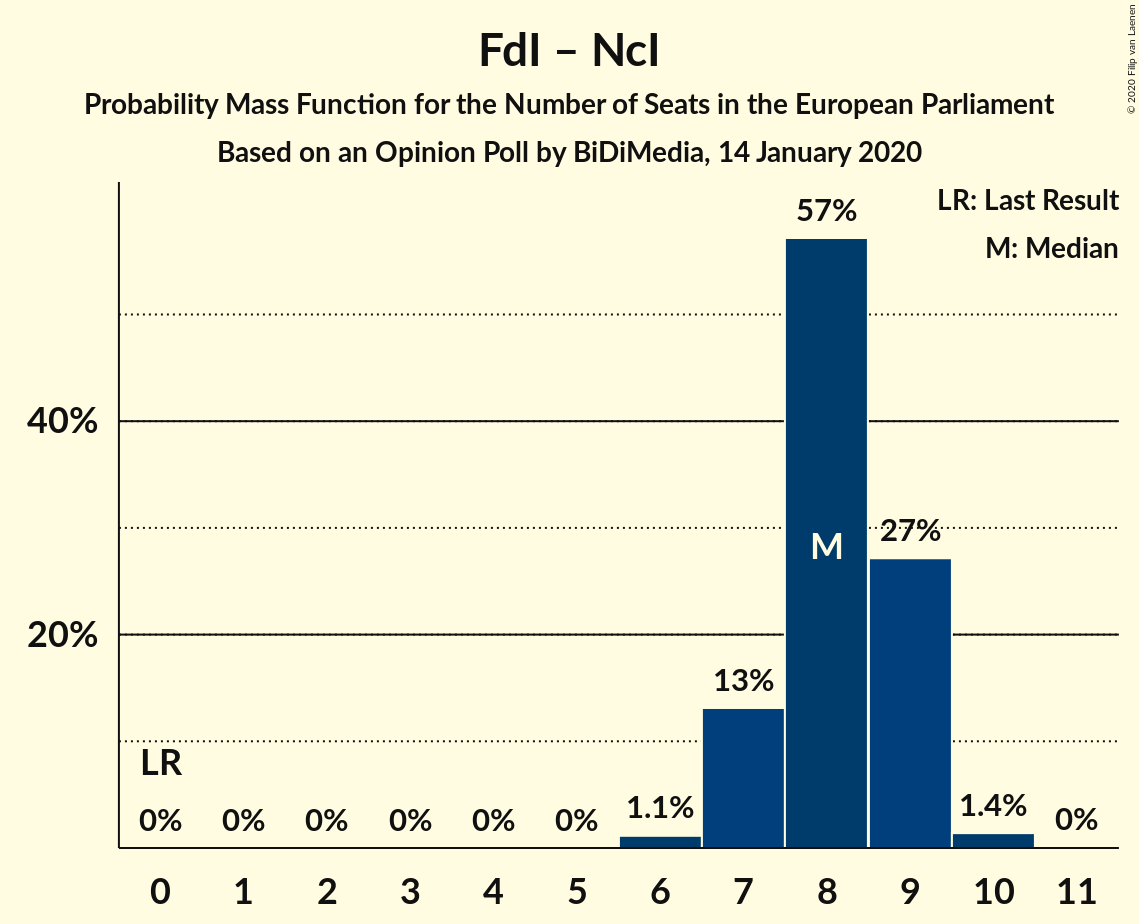 FdI – NcI
Probability Mass Function for the Number of Seats in the European Parliament
Based on an Opinion Poll by BiDiMedia, 14 January 2020
© 2020 Filip van Laenen
LR: Last Result
M: Median
57%
40%
M
27%
20%
13%
LR
0% 0% 0% 0% 0% 0% 1.1% 1.4% 0%
0 1 2 3 4 5 6 7 8 9 10 11